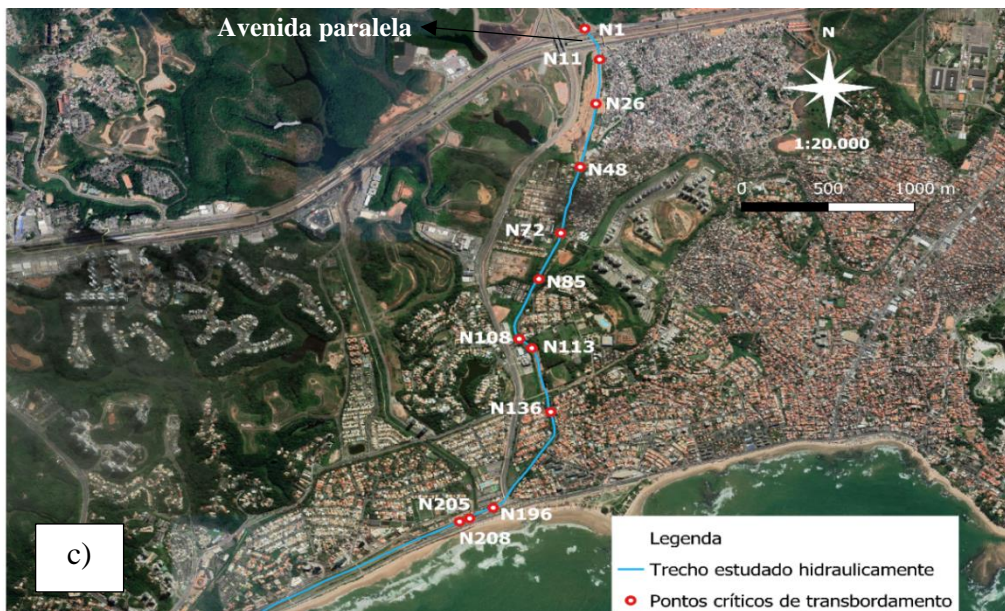 Avenida paralela
N1
N11
N
N26
1:20.000
N48
0 500 1000 m
N72
N85
N108
N113
N136
N205
N196
N208
c)
Legenda
Trecho estudado hidraulicamente
Pontos críticos de transbordamento